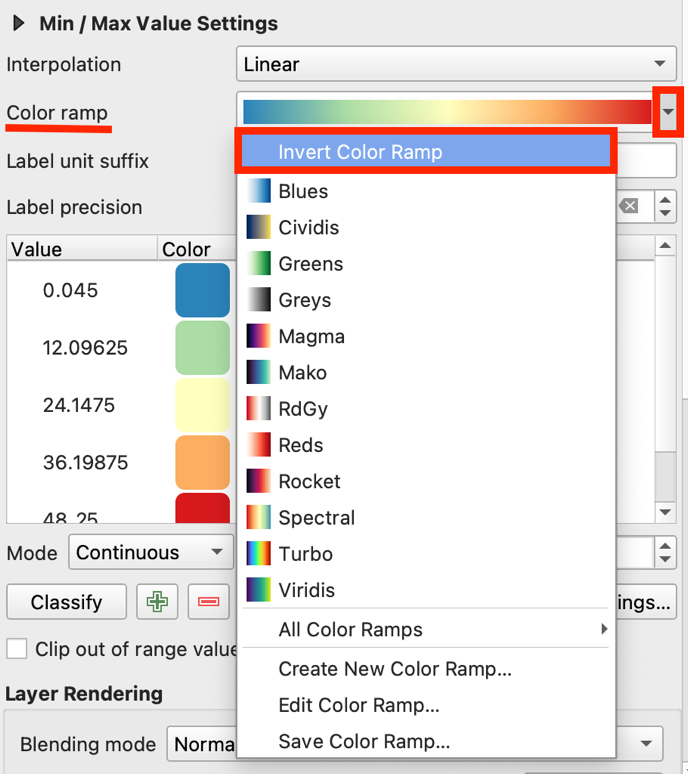 Min / Max Value Settings
Interpolation Linear
Color ramp
Invert Color Ramp
Label unit suffix
Blues
Label precision
Cividis
Value Color
Greens
0.045
Greys
Magma
12.09625
Mako
24.1475
RdGy
Reds
36.19875
Rocket
48.25
Spectral
Mode Continuous
Turbo
Classify
Viridis
ings...
All Color Ramps
Clip out of range value
Create New Color Ramp...
Layer Rendering
Edit Color Ramp...
Blending mode Norma
Save Color Ramp...